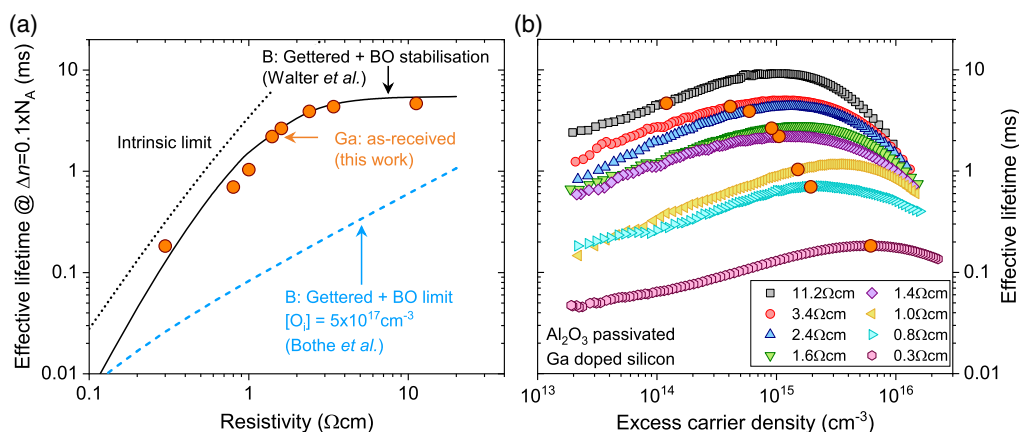 (a)
Effective lifetime @ Δn=0.1xN_A (ms)
10
1
0.1
0.01
B: Gettered + BO stabilisation
(Walter et al.)
Intrinsic limit
Ga: as-received
(this work)
B: Gettered + BO limit
[O_i] = 5x10^17 cm^-3
(Bothe et al.)
0.1
1
10
Resistivity (Ωcm)
(b)
10
1
0.1
0.01
Effective lifetime (ms)
Al2O3 passivated
Ga doped silicon
11.2Ωcm
3.4Ωcm
2.4Ωcm
1.6Ωcm
1.4Ωcm
1.0Ωcm
0.8Ωcm
0.3Ωcm
10^13
10^14
10^15
10^16
Excess carrier density (cm^-3)